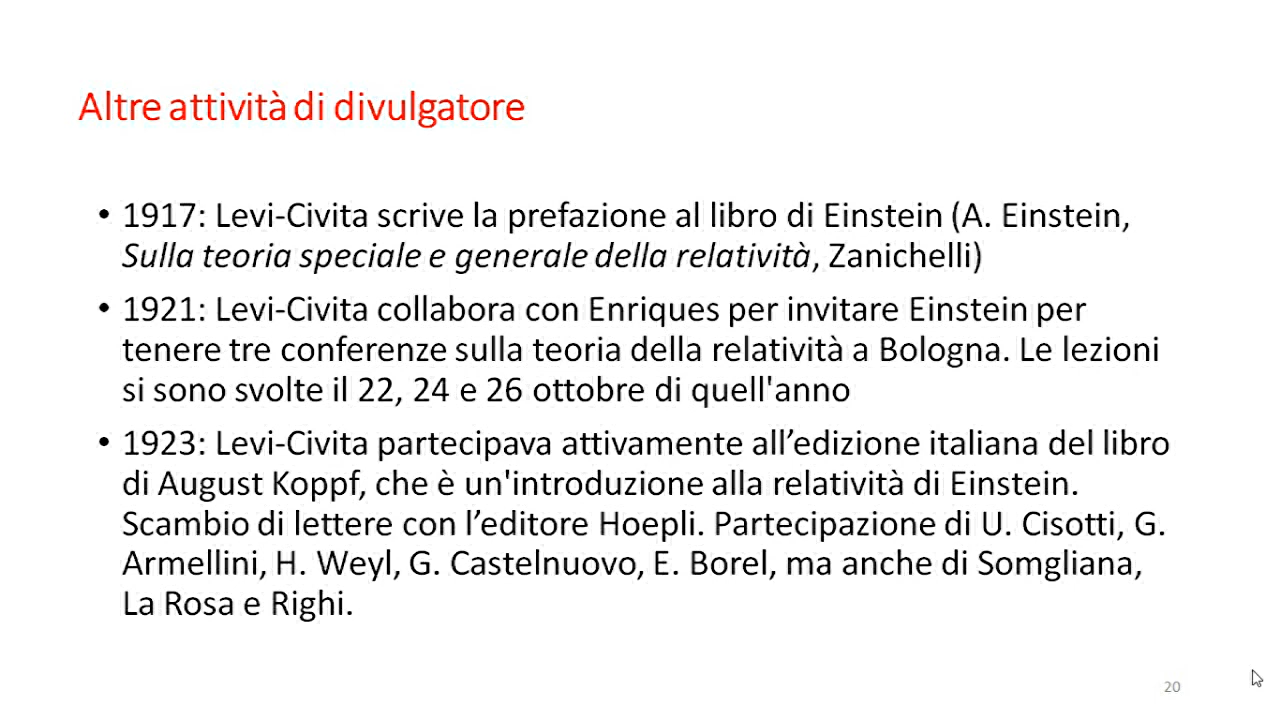 Altre attività di divulgatore
• 1917: Levi-Civita scrive la prefazione al libro di Einstein (A. Einstein,
Sulla teoria speciale e generale della relatività, Zanichelli)
• 1921: Levi-Civita collabora con Enriques per invitare Einstein per
tenere tre conferenze sulla teoria della relatività a Bologna. Le lezioni
si sono svolte il 22, 24 e 26 ottobre di quell'anno
• 1923: Levi-Civita partecipava attivamente all’edizione italiana del libro
di August Koppf, che è un'introduzione alla relatività di Einstein.
Scambio di lettere con l’editore Hoepli. Partecipazione di U. Cisotti, G.
Armellini, H. Weyl, G. Castelnuovo, E. Borel, ma anche di Somgliana,
La Rosa e Righi.
20